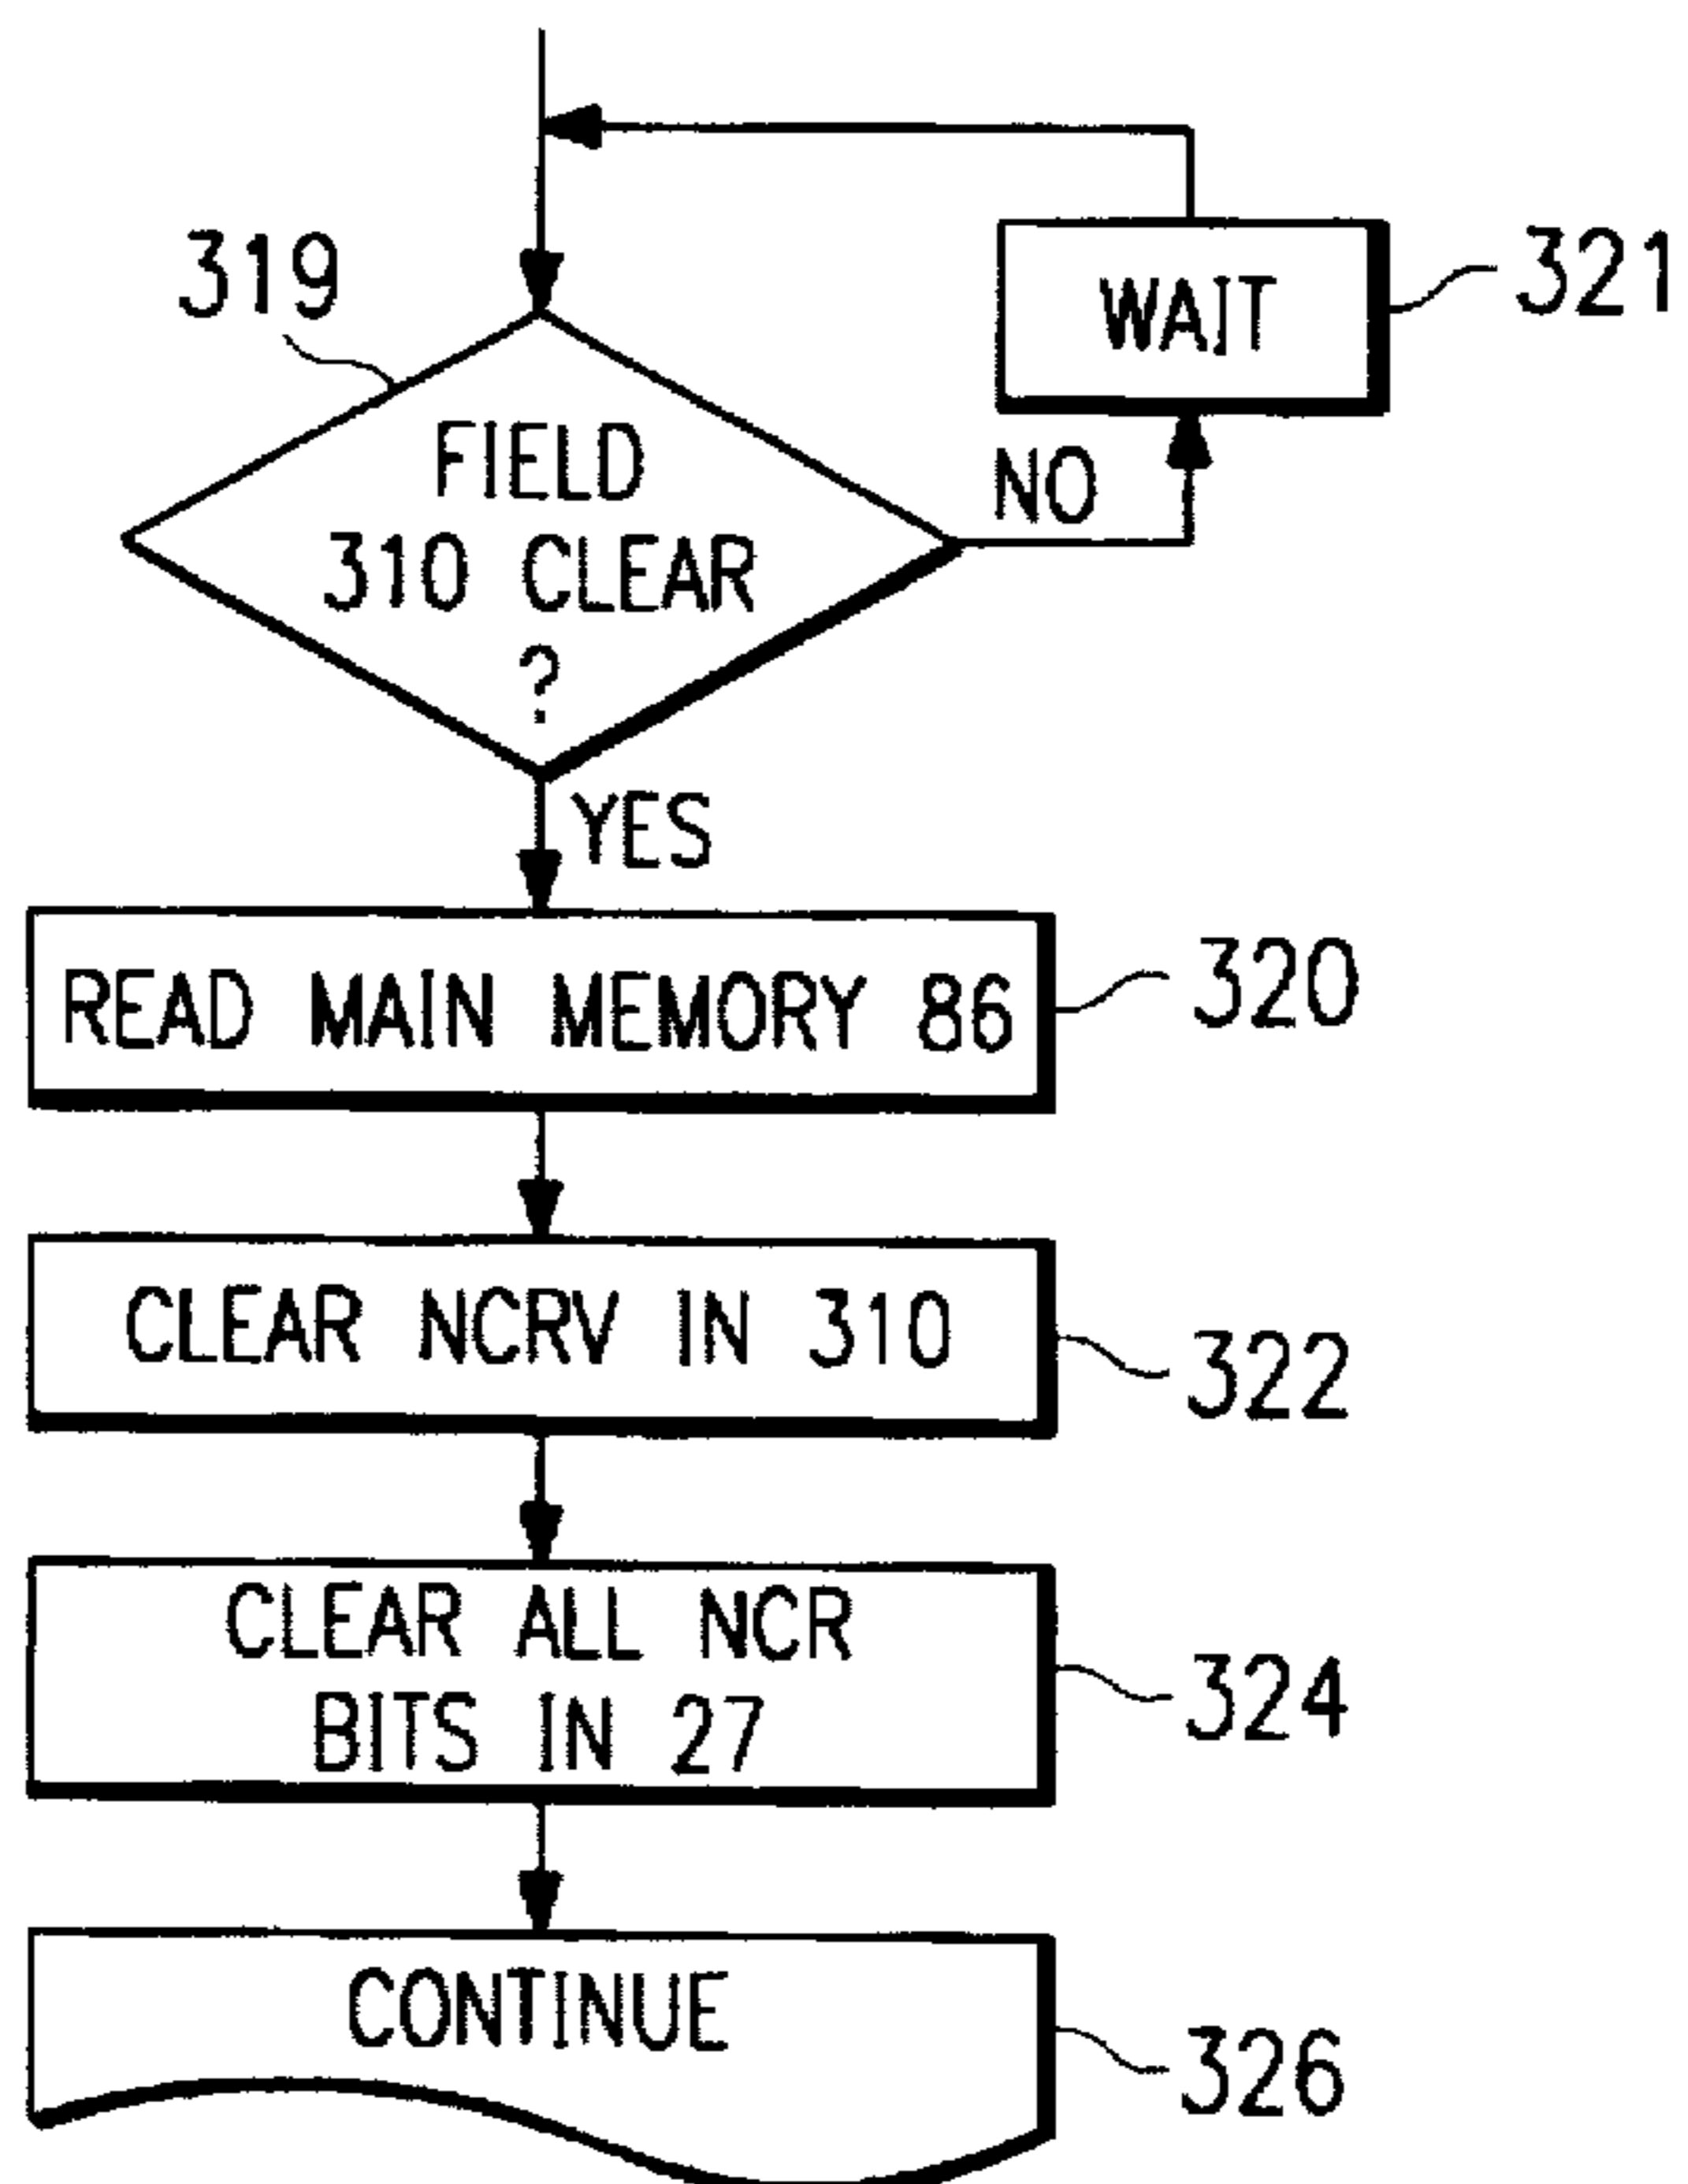 319
WAIT
321
FIELD
310 CLEAR
?
NO
YES
READ MAIN MEMORY 86
320
CLEAR NCRV IN 310
322
CLEAR ALL NCR
BITS IN 27
324
CONTINUE
326